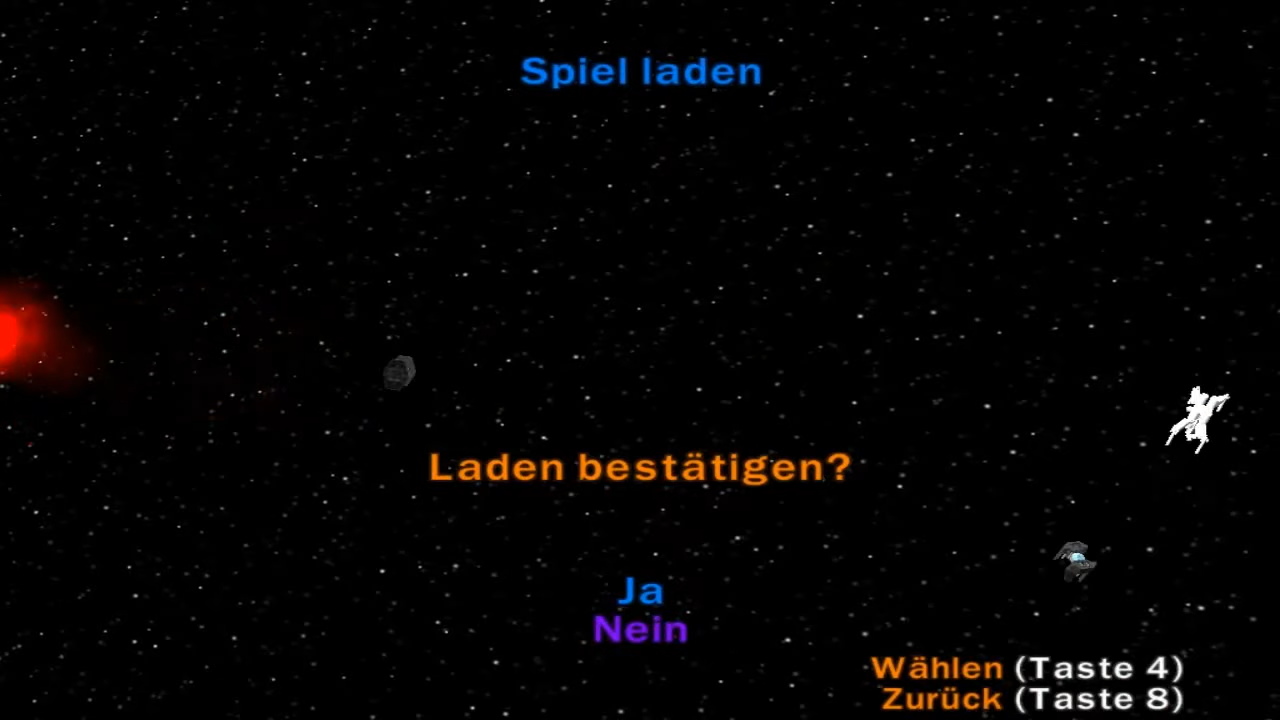 Spiel laden
Laden bestätigen?
Ja
Nein
Wählen (Taste 4)
Zurück (Taste 8)